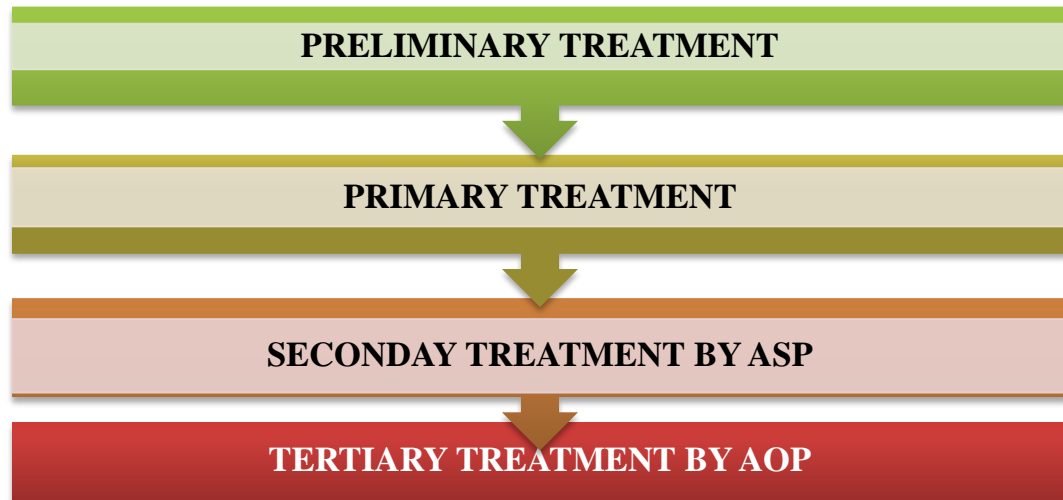 PRELIMINARY TREATMENT
PRIMARY TREATMENT
SECONDAY TREATMENT BY ASP
TERTIARY TREATMENT BY AOP